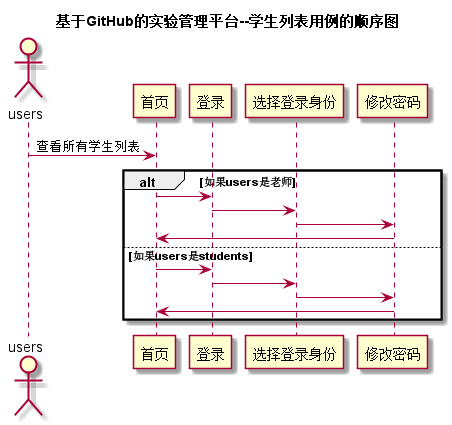 基于GitHub的实验管理平台--学生列表用例的顺序图
users
首页 登录 选择登录身份 修改密码
查看所有学生列表
alt [如果users是老师]
[如果users是students]
users
首页 登录 选择登录身份 修改密码